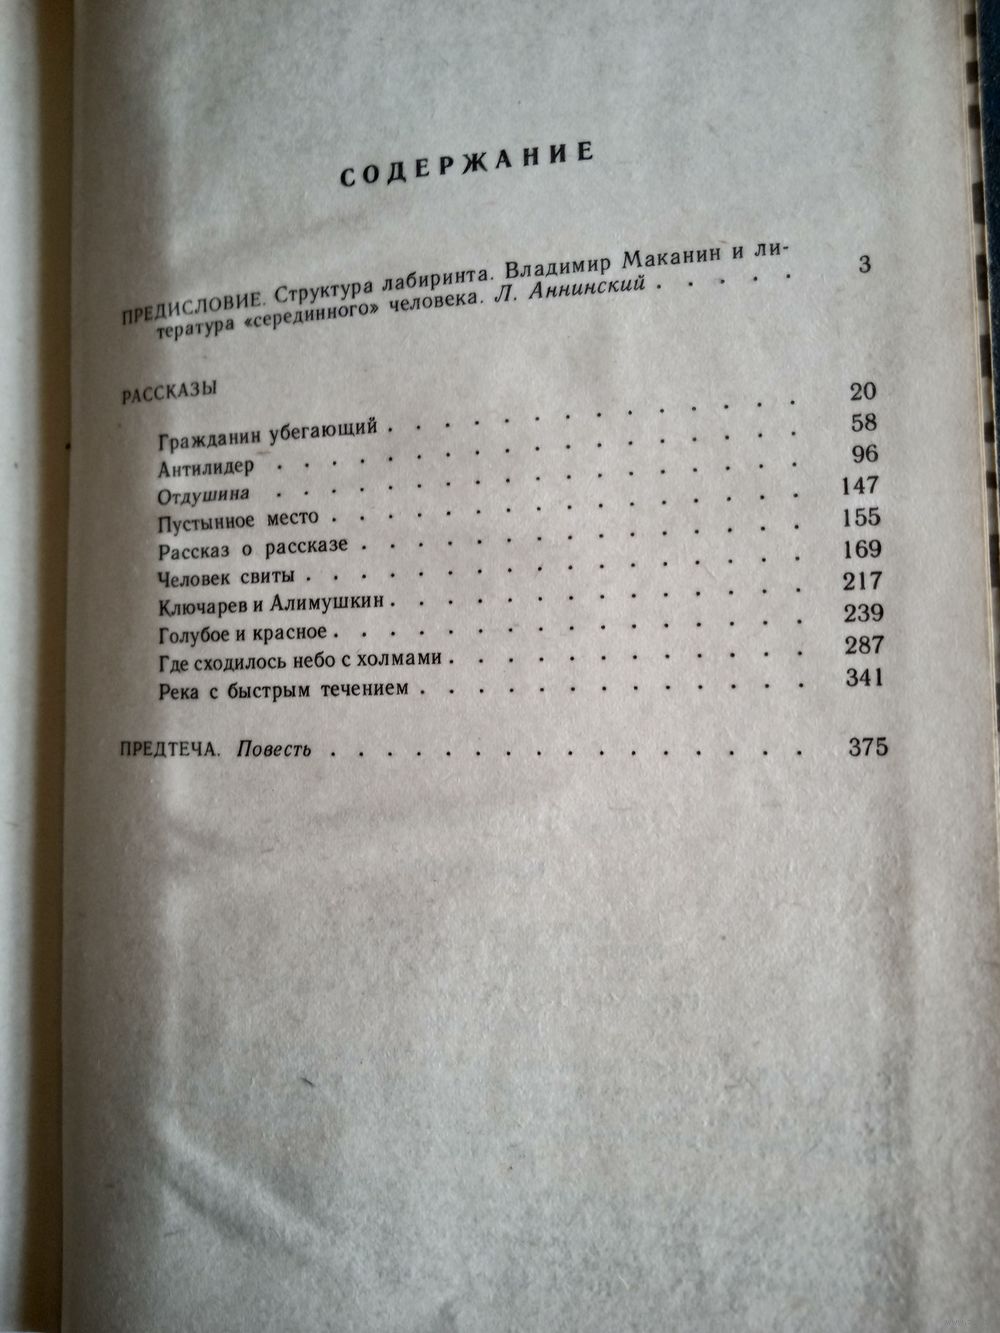 СОДЕРЖАНИЕ
ПРЕДИСЛОВИЕ. Структура лабиринта. Владимир Маканин и ли-
тература «серединного» человека. Л. Аннинский . . . . . 3
РАССКАЗЫ
Гражданин убегающий . . . . . . . . . . . . . . 20
Антилидер . . . . . . . . . . . . . . . . . . 58
Отдушина . . . . . . . . . . . . . . . . . . 96
Пустынное место . . . . . . . . . . . . . . . . 147
Рассказ о рассказе . . . . . . . . . . . . . . . 155
Человек свиты . . . . . . . . . . . . . . . . . 169
Ключарев и Алимушкин . . . . . . . . . . . . . . 217
Голубое и красное . . . . . . . . . . . . . . . . 239
Где сходилось небо с холмами . . . . . . . . . . . . 287
Река с быстрым течением . . . . . . . . . . . . . 341
ПРЕДТЕЧА. Повесть . . . . . . . . . . . . . . . . 375